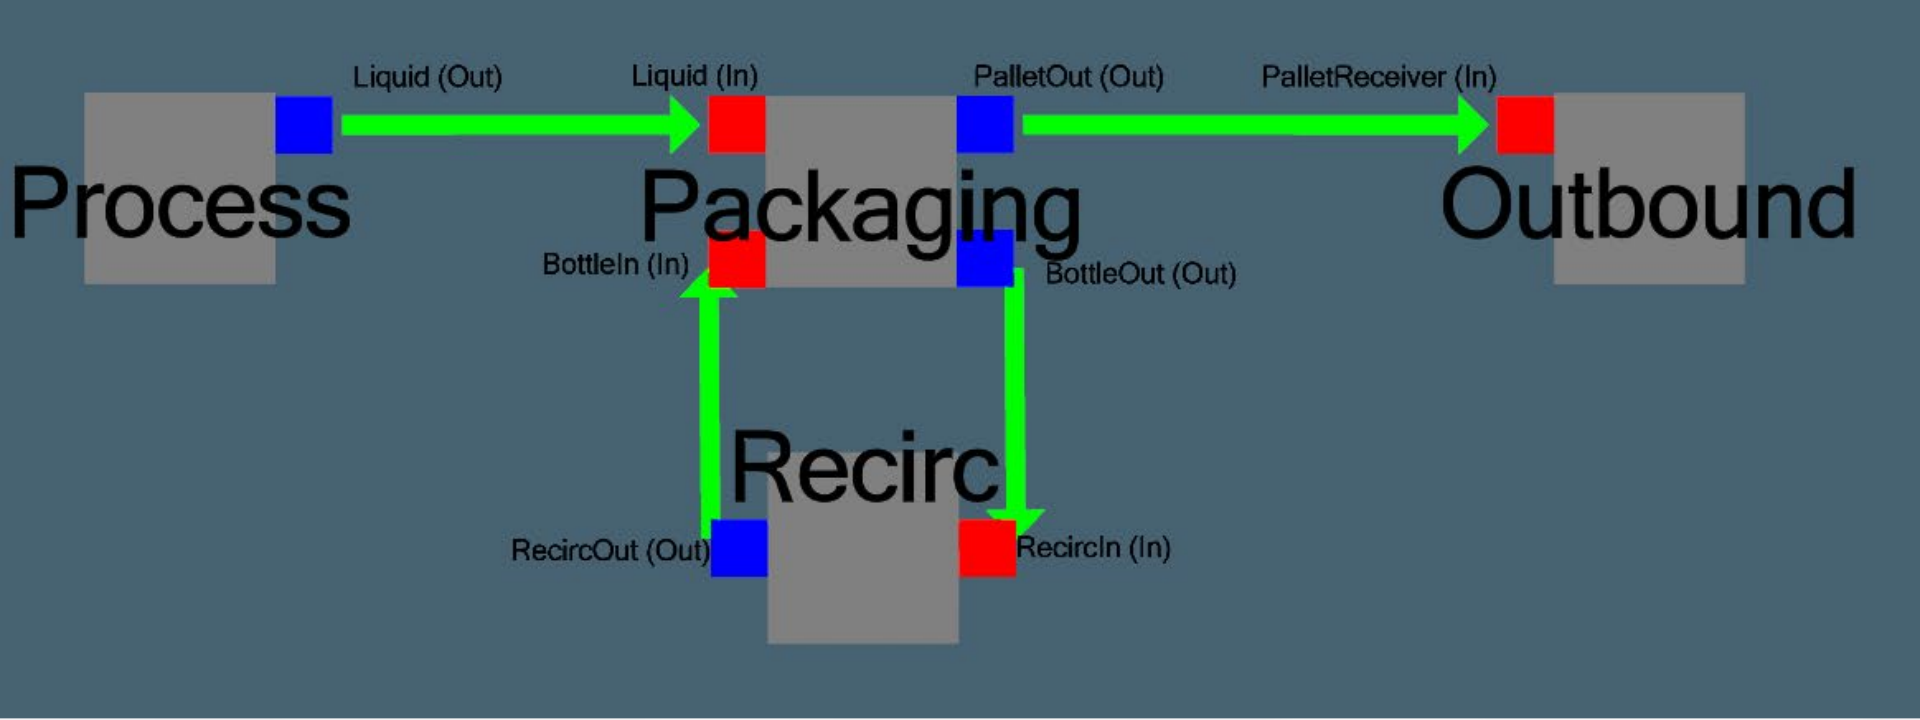 Liquid (Out)
Liquid (In)
PalletOut (Out)
PalletReceiver (In)
Process
Packaging
Outbound
BottleIn (In)
BottleOut (Out)
Recirc
RecircOut (Out)
RecircIn (In)